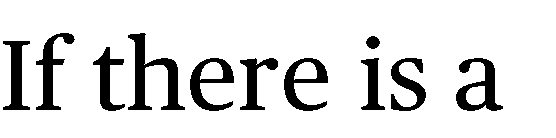 If there is a